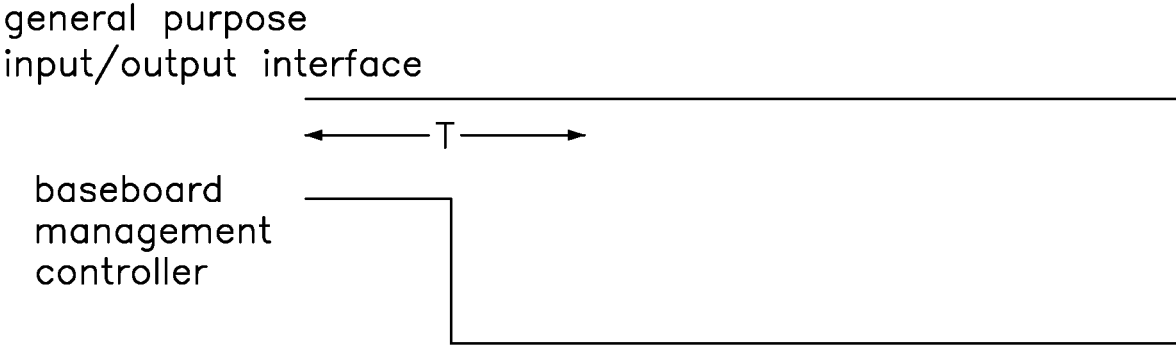 general purpose
input/output interface
T
baseboard
management
controller